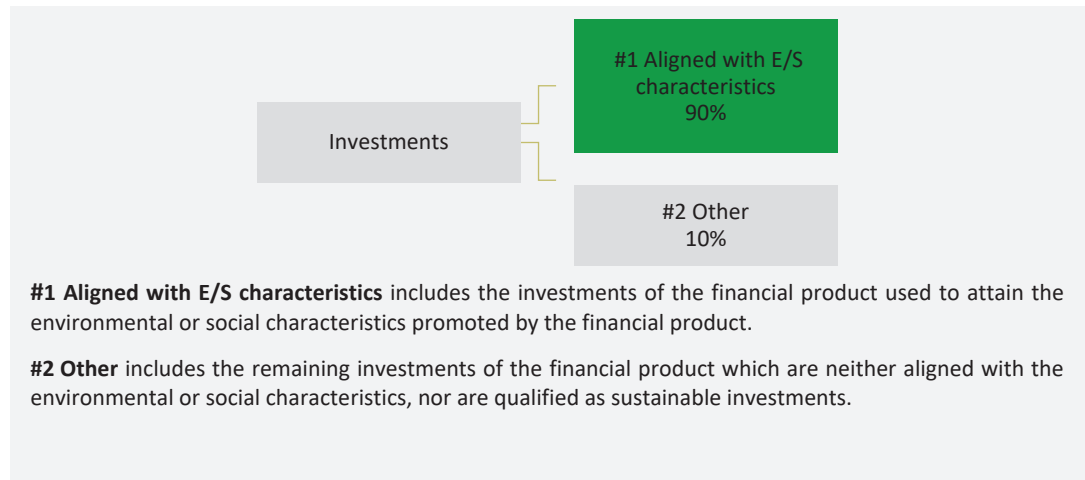 #1 Aligned with E/S
characteristics
90%
Investments
#2 Other
10%
#1 Aligned with E/S characteristics includes the investments of the financial product used to attain the
environmental or social characteristics promoted by the financial product.
#2 Other includes the remaining investments of the financial product which are neither aligned with the
environmental or social characteristics, nor are qualified as sustainable investments.